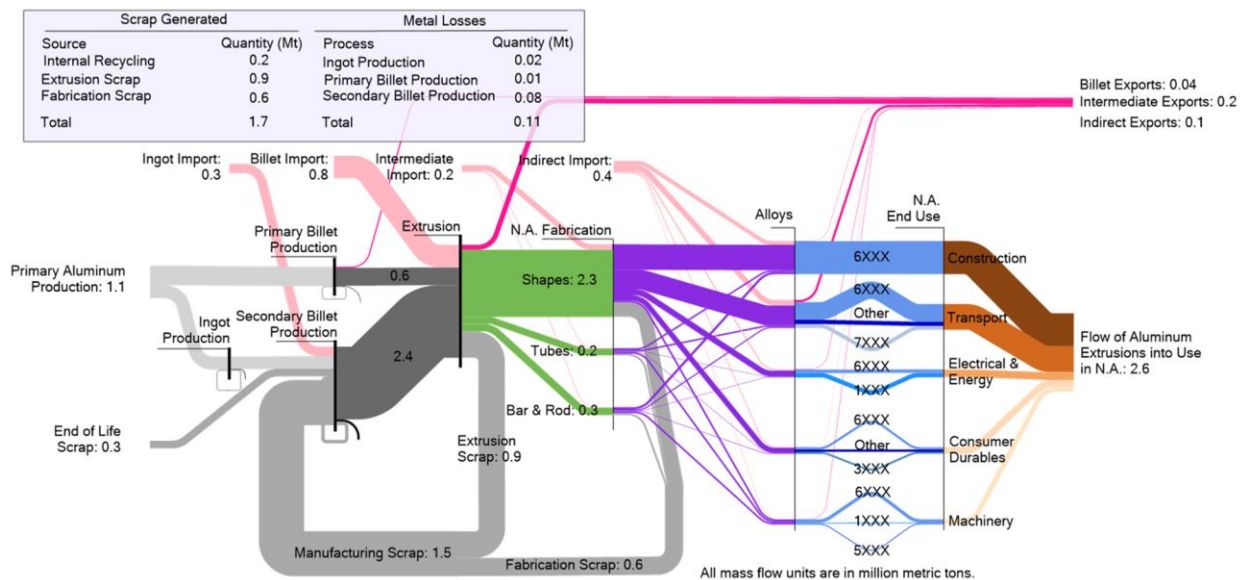 Scrap Generated
Metal Losses
Source
Quantity (Mt)
Process
Quantity (Mt)
Internal Recycling
0.2
Ingot Production
0.02
Extrusion Scrap
0.9
Primary Billet Production
0.01
Fabrication Scrap
0.6
Secondary Billet Production
0.08
Total
1.7
Total
0.11
Billet Exports: 0.04
Intermediate Exports: 0.2
Indirect Exports: 0.1
Ingot Import:
0.3
Billet Import:
0.8
Intermediate
Import: 0.2
Indirect Import:
0.4
Primary Billet
Production
Extrusion
N.A. Fabrication
Alloys
N.A.
End Use
Primary Aluminum
Production: 1.1
0.6
Shapes: 2.3
6XXX
Construction
6XXX
Other
Transport
7XXX
Ingot
Production
Secondary Billet
Production
2.4
Tubes: 0.2
6XXX
Electrical &
Energy
1XXX
Flow of Aluminum
Extrusions into Use
in N.A.: 2.6
Bar & Rod: 0.3
End of Life
Scrap: 0.3
Extrusion
Scrap: 0.9
6XXX
Other
Consumer
Durables
3XXX
6XXX
1XXX
Machinery
5XXX
Manufacturing Scrap: 1.5
Fabrication Scrap: 0.6
All mass flow units are in million metric tons.